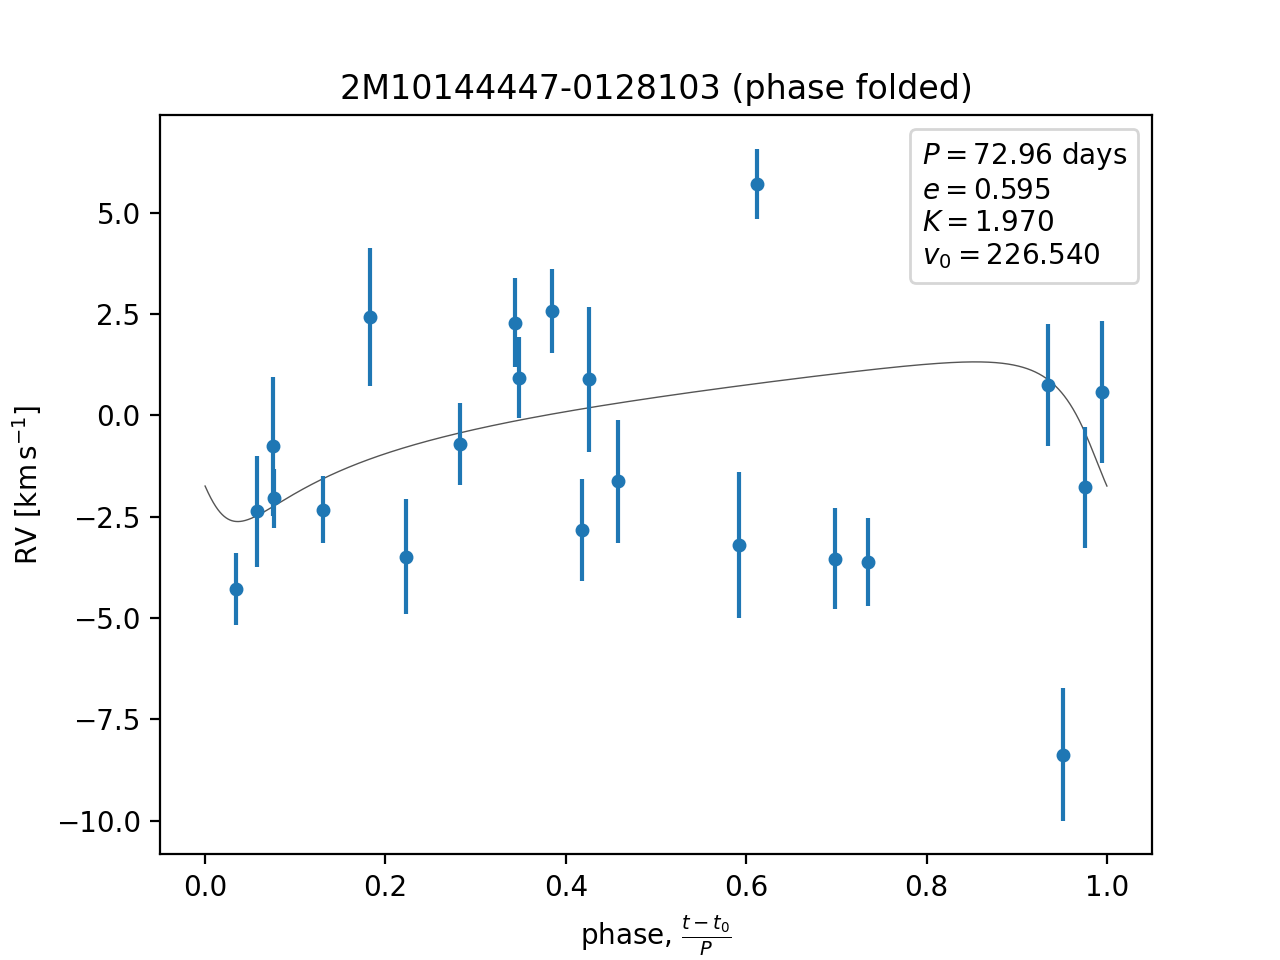 2M10144447-0128103 (phase folded)
P = 72.96 days
e = 0.595
K = 1.970
v₀ = 226.540
5.0
2.5
0.0
−2.5
−5.0
−7.5
−10.0
RV [km s⁻¹]
0.0 0.2 0.4 0.6 0.8 1.0
phase, (t − t₀)/P